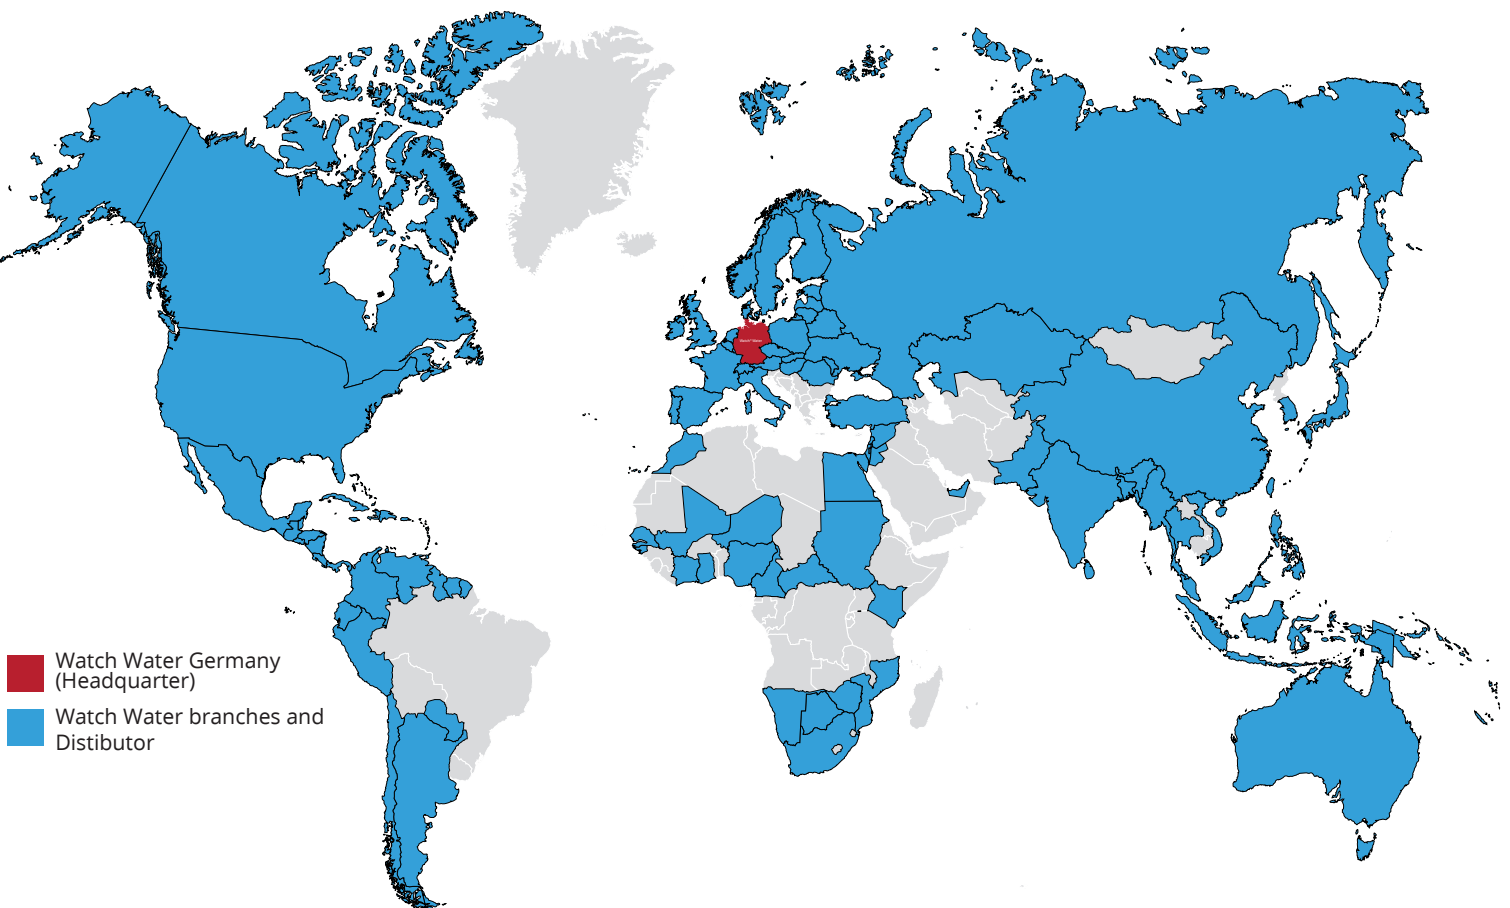 Watch Water Germany
(Headquarter)
Watch Water branches and
Distibutor